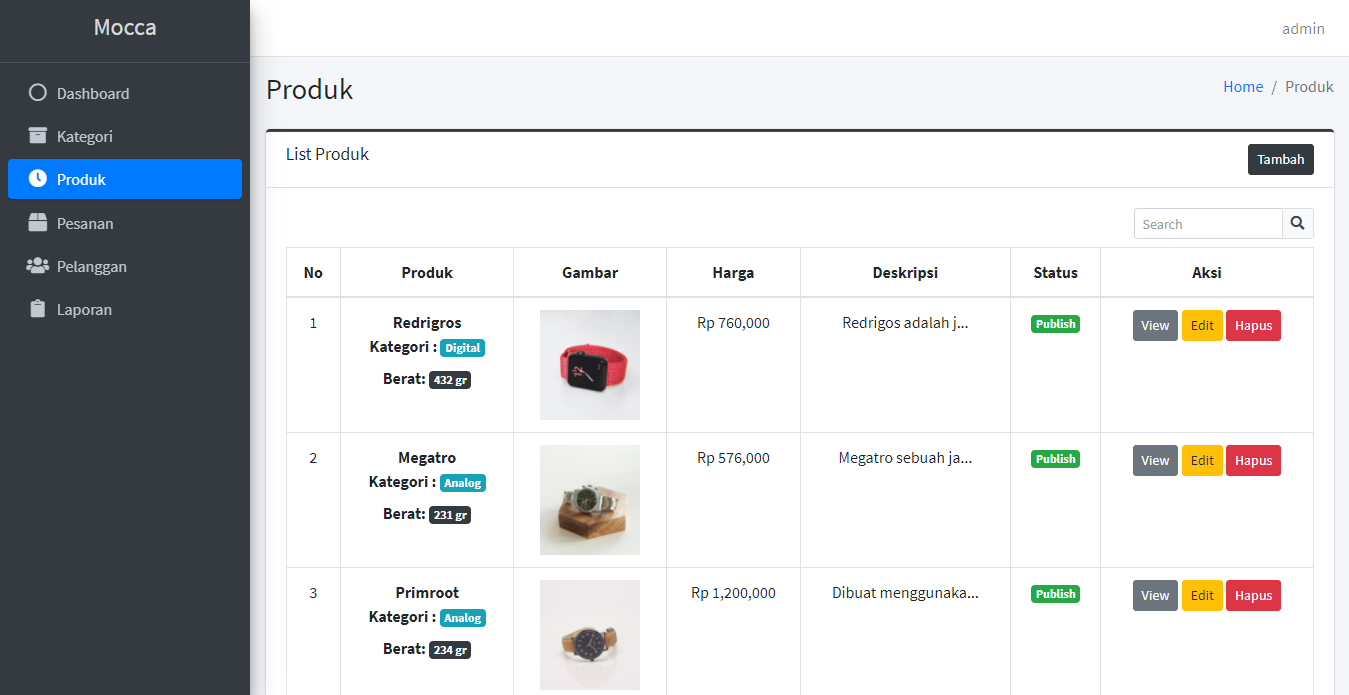 Mocca
admin
Dashboard
Kategori
Produk
Pesanan
Pelanggan
Laporan
Produk
Home / Produk
List Produk
Tambah
Search
No Produk Gambar Harga Deskripsi Status Aksi
1 Redrigros Rp 760,000 Redrigos adalah j... Publish View Edit Hapus
Kategori : Digital
Berat: 432 gr
2 Megatro Rp 576,000 Megatro sebuah ja... Publish View Edit Hapus
Kategori : Analog
Berat: 231 gr
3 Primroot Rp 1,200,000 Dibuat menggunaka... Publish View Edit Hapus
Kategori : Analog
Berat: 234 gr